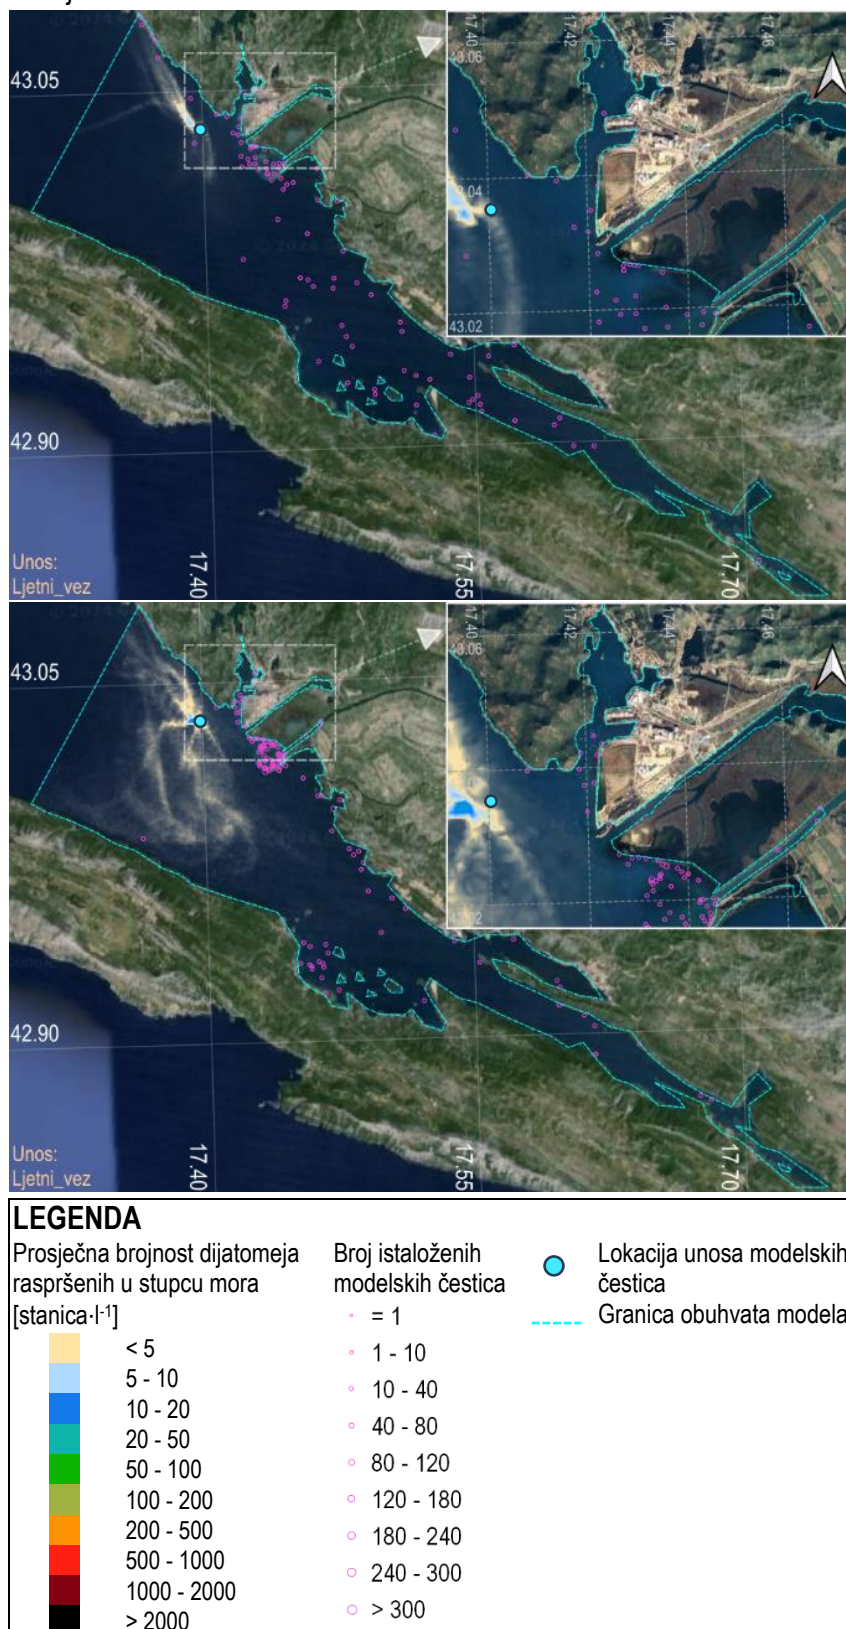 43.05
42.90
17.40
17.55
17.70
17.40
17.42
17.44
17.46
43.06
43.04
43.02
Unos:
Ljetni_vez
43.05
42.90
17.40
17.55
17.70
17.40
17.42
17.44
17.46
43.06
Unos:
Ljetni_vez
LEGENDA
Prosječna brojnost dijatomeja
raspršenih u stupcu mora
[stanica·l-1]
< 5
5 - 10
10 - 20
20 - 50
50 - 100
100 - 200
200 - 500
500 - 1000
1000 - 2000
> 2000
Broj istaloženih
modelskih čestica
= 1
1 - 10
10 - 40
40 - 80
80 - 120
120 - 180
180 - 240
240 - 300
> 300
Lokacija unosa modelskih
čestica
Granica obuhvata modela